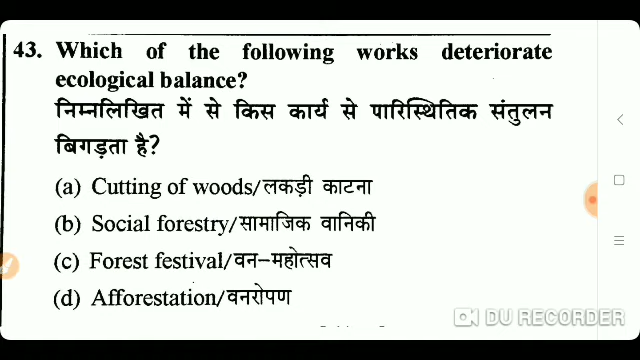 43. Which of the following works deteriorate
ecological balance?
निम्नलिखित में से किस कार्य से पारिस्थितिक संतुलन
बिगड़ता है?
(a) Cutting of woods/लकड़ी काटना
(b) Social forestry/सामाजिक वानिकी
(c) Forest festival/वन-महोत्सव
(d) Afforestation/वनरोपण
DU RECORDER